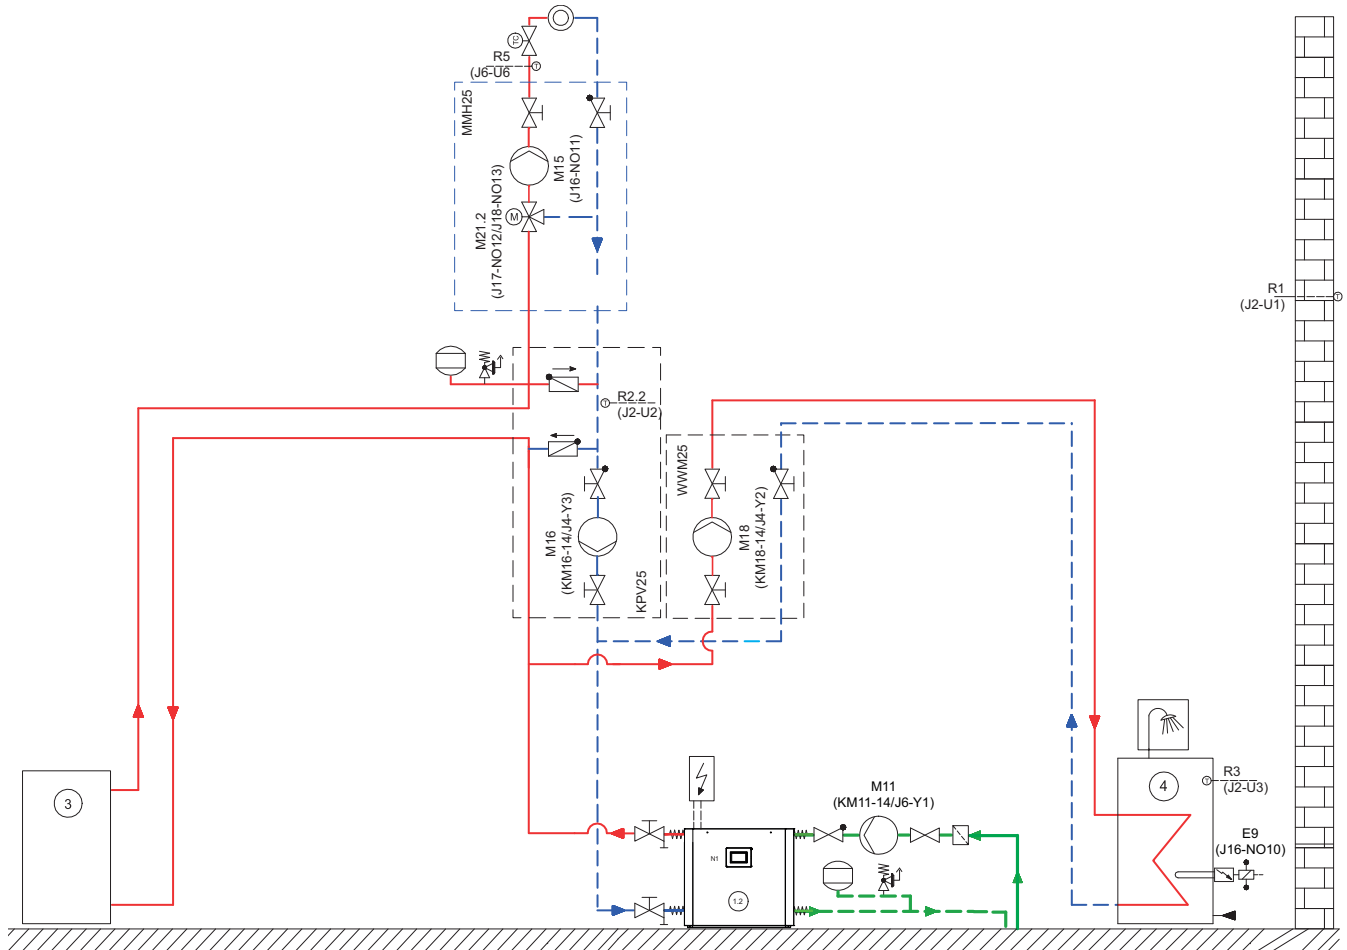 TC
R5
(J6-U6
T
MMH25
M15
(J16-NO11)
M
M21.2
(J17-NO12/J18-NO13)
R1
(J2-U1)
T
T
R2.2
(J2-U2)
M16
(KM16-14/J4-Y3)
KPV25
WWM25
M18
(KM18-14/J4-Y2)
3
M11
(KM11-14/J6-Y1)
N1
1.2
4
T
R3
(J2-U3)
E9
(J16-NO10)